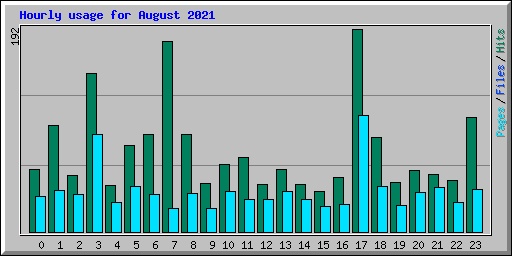 Hourly usage for August 2021
192
Pages / Files / Hits
0 1 2 3 4 5 6 7 8 9 10 11 12 13 14 15 16 17 18 19 20 21 22 23